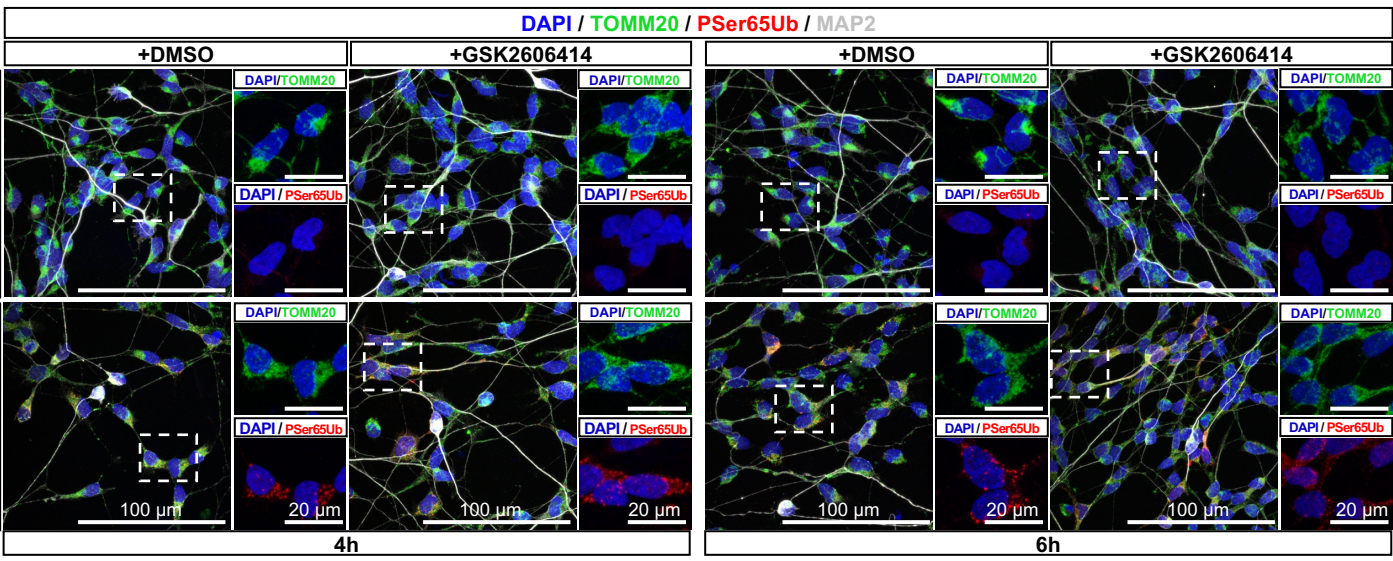 DAPI / TOMM20 / PSer65Ub / MAP2
+DMSO +GSK2606414 +DMSO +GSK2606414
DAPI/TOMM20 DAPI/TOMM20 DAPI/TOMM20 DAPI/TOMM20
DAPI / PSer65Ub DAPI / PSer65Ub DAPI / PSer65Ub DAPI / PSer65Ub
DAPI/TOMM20 DAPI/TOMM20 DAPI/TOMM20 DAPI/TOMM20
DAPI / PSer65Ub DAPI / PSer65Ub DAPI / PSer65Ub DAPI / PSer65Ub
100 µm 20 µm 100 µm 20 µm 100 µm 20 µm 100 µm 20 µm
4h 6h